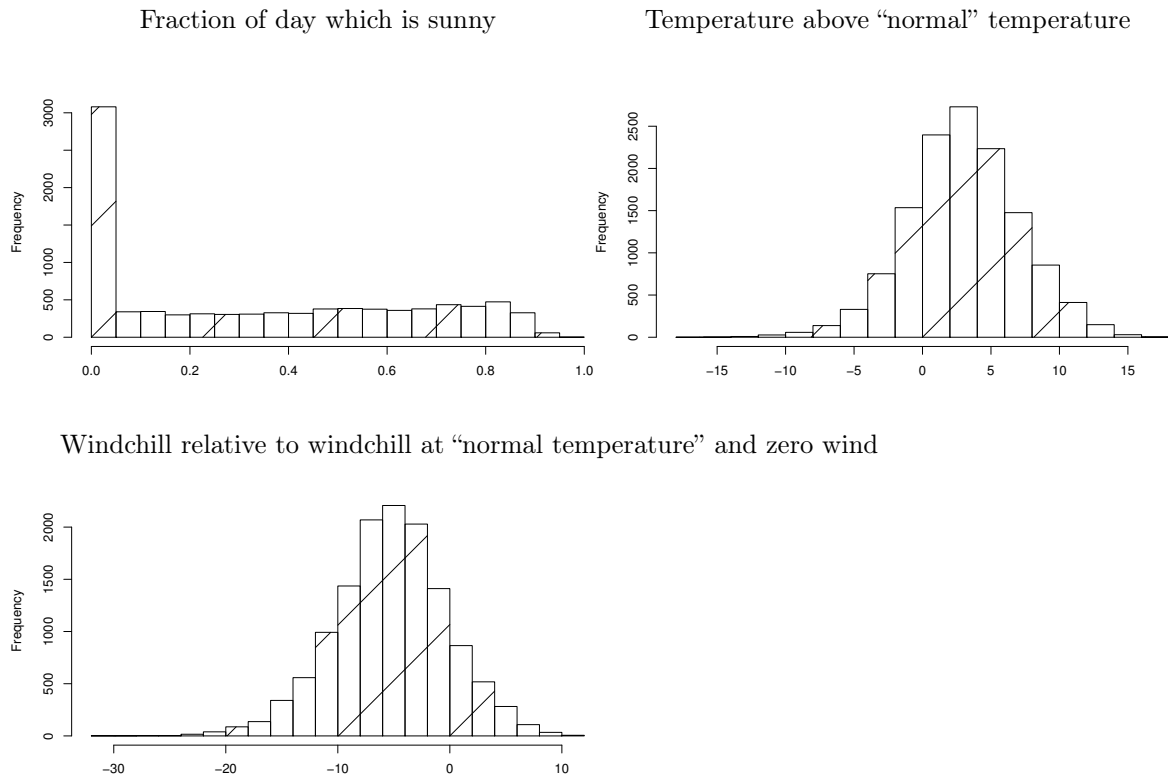 Fraction of day which is sunny
Temperature above “normal” temperature
Frequency
0 500 1000 2000 3000
0.0 0.2 0.4 0.6 0.8 1.0
Frequency
0 500 1000 1500 2000 2500
−15 −10 −5 0 5 10 15
Windchill relative to windchill at “normal temperature” and zero wind
Frequency
0 500 1000 1500 2000
−30 −20 −10 0 10